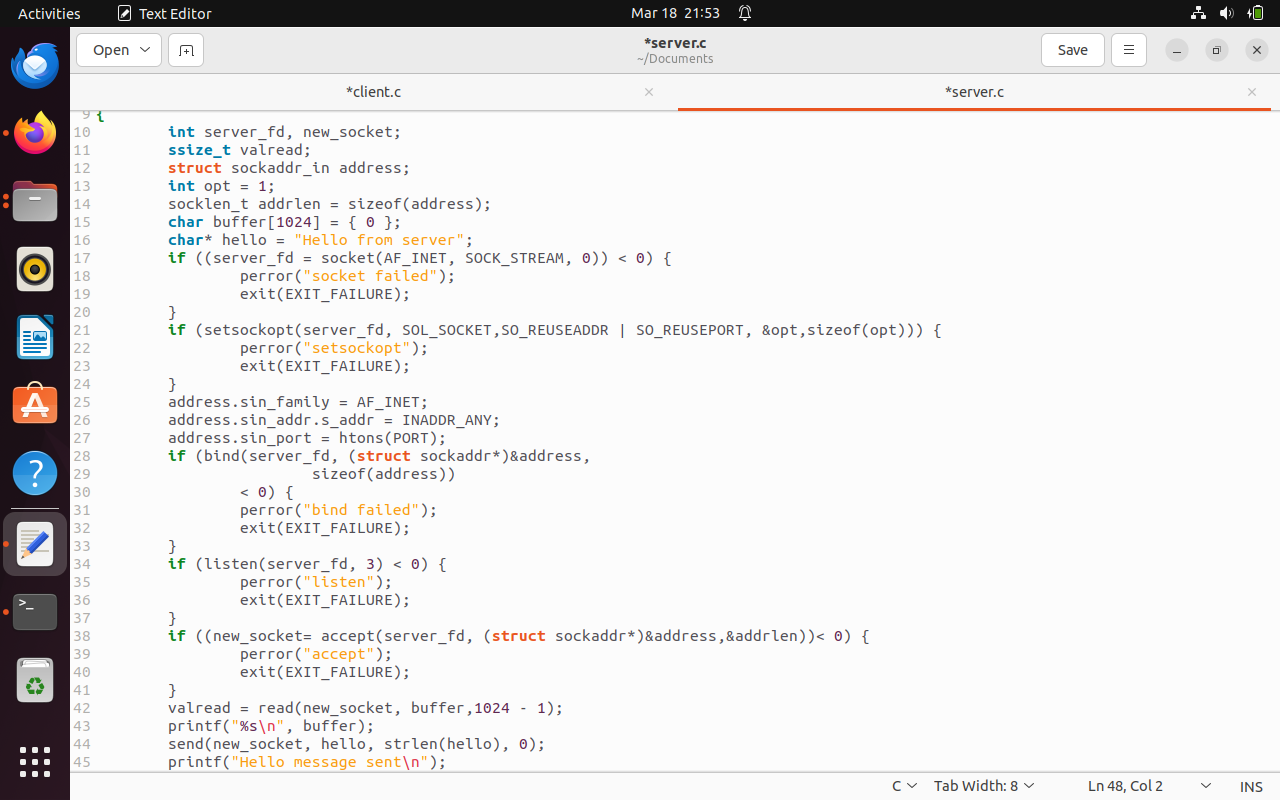 Activities
Text Editor
Mar 18 21:53
Open
*server.c
~/Documents
Save
*client.c
*server.c
9 {
10 int server_fd, new_socket;
11 ssize_t valread;
12 struct sockaddr_in address;
13 int opt = 1;
14 socklen_t addrlen = sizeof(address);
15 char buffer[1024] = { 0 };
16 char* hello = "Hello from server";
17 if ((server_fd = socket(AF_INET, SOCK_STREAM, 0)) < 0) {
18 perror("socket failed");
19 exit(EXIT_FAILURE);
20 }
21 if (setsockopt(server_fd, SOL_SOCKET,SO_REUSEADDR | SO_REUSEPORT, &opt,sizeof(opt))) {
22 perror("setsockopt");
23 exit(EXIT_FAILURE);
24 }
25 address.sin_family = AF_INET;
26 address.sin_addr.s_addr = INADDR_ANY;
27 address.sin_port = htons(PORT);
28 if (bind(server_fd, (struct sockaddr*)&address,
29 sizeof(address))
30 < 0) {
31 perror("bind failed");
32 exit(EXIT_FAILURE);
33 }
34 if (listen(server_fd, 3) < 0) {
35 perror("listen");
36 exit(EXIT_FAILURE);
37 }
38 if ((new_socket= accept(server_fd, (struct sockaddr*)&address,&addrlen))< 0) {
39 perror("accept");
40 exit(EXIT_FAILURE);
41 }
42 valread = read(new_socket, buffer,1024 - 1);
43 printf("%s\n", buffer);
44 send(new_socket, hello, strlen(hello), 0);
45 printf("Hello message sent\n");
C
Tab Width: 8
Ln 48, Col 2
INS